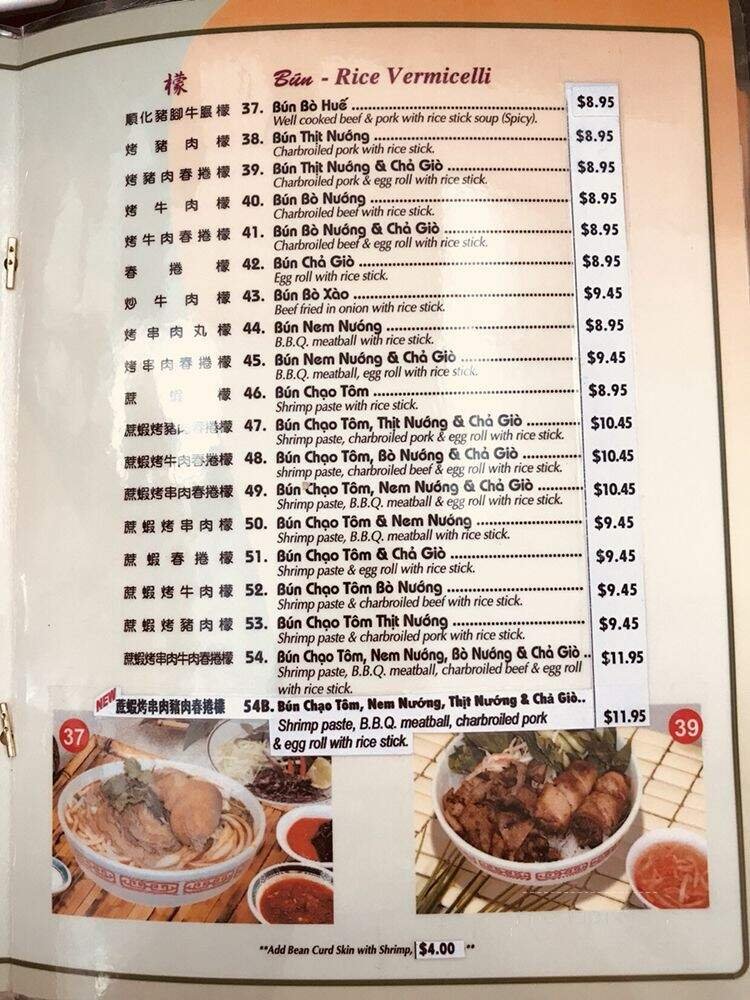 檬 Bún - Rice Vermicelli
順化豬腳牛腸檬 37. Bún Bò Huế $8.95
Well cooked beef & pork with rice stick soup (Spicy).
烤豬肉檬 38. Bún Thịt Nướng $8.95
Charbroiled pork with rice stick.
烤豬肉春捲檬 39. Bún Thịt Nướng & Chả Giò $8.95
Charbroiled pork & egg roll with rice stick.
烤牛肉檬 40. Bún Bò Nướng $8.95
Charbroiled beef with rice stick.
烤牛肉春捲檬 41. Bún Bò Nướng & Chả Giò $8.95
Charbroiled beef & egg roll with rice stick.
春捲檬 42. Bún Chả Giò $8.95
Egg roll with rice stick.
炒牛肉檬 43. Bún Bò Xào $9.45
Beef fried in onion with rice stick.
烤串肉丸檬 44. Bún Nem Nướng $8.95
B.B.Q. meatball with rice stick.
烤串肉春捲檬 45. Bún Nem Nướng & Chả Giò $9.45
B.B.Q. meatball, egg roll with rice stick.
蔗蝦檬 46. Bún Chạo Tôm $8.95
Shrimp paste with rice stick.
蔗蝦烤豬肉春捲檬 47. Bún Chạo Tôm, Thịt Nướng & Chả Giò $10.45
Shrimp paste, charbroiled pork & egg roll with rice stick.
蔗蝦烤牛肉春捲檬 48. Bún Chạo Tôm, Bò Nướng & Chả Giò $10.45
shrimp paste, charbroiled beef & egg roll with rice stick.
蔗蝦烤串肉春捲檬 49. Bún Chạo Tôm, Nem Nướng & Chả Giò $10.45
Shrimp paste, B.B.Q. meatball & egg roll with rice stick.
蔗蝦烤串肉檬 50. Bún Chạo Tôm & Nem Nướng $9.45
Shrimp paste, B.B.Q. meatball with rice stick.
蔗蝦春捲檬 51. Bún Chạo Tôm & Chả Giò $9.45
Shrimp paste & egg roll with rice stick.
蔗蝦烤牛肉檬 52. Bún Chạo Tôm Bò Nướng $9.45
Shrimp paste & charbroiled beef with rice stick.
蔗蝦烤豬肉檬 53. Bún Chạo Tôm Thịt Nướng $9.45
Shrimp paste & charbroiled pork with rice stick.
蔗蝦烤串肉牛肉春捲檬 54. Bún Chạo Tôm, Nem Nướng, Bò Nướng & Chả Giò .. $11.95
Shrimp paste, B.B.Q. meatball, charbroiled beef & egg roll
with rice stick.
NEW 蔗蝦烤串肉豬肉春捲檬 54B. Bún Chạo Tôm, Nem Nướng, Thịt Nướng & Chả Giò.. $11.95
Shrimp paste, B.B.Q. meatball, charbroiled pork
& egg roll with rice stick.
37
39
**Add Bean Curd Skin with Shrimp, $4.00 **